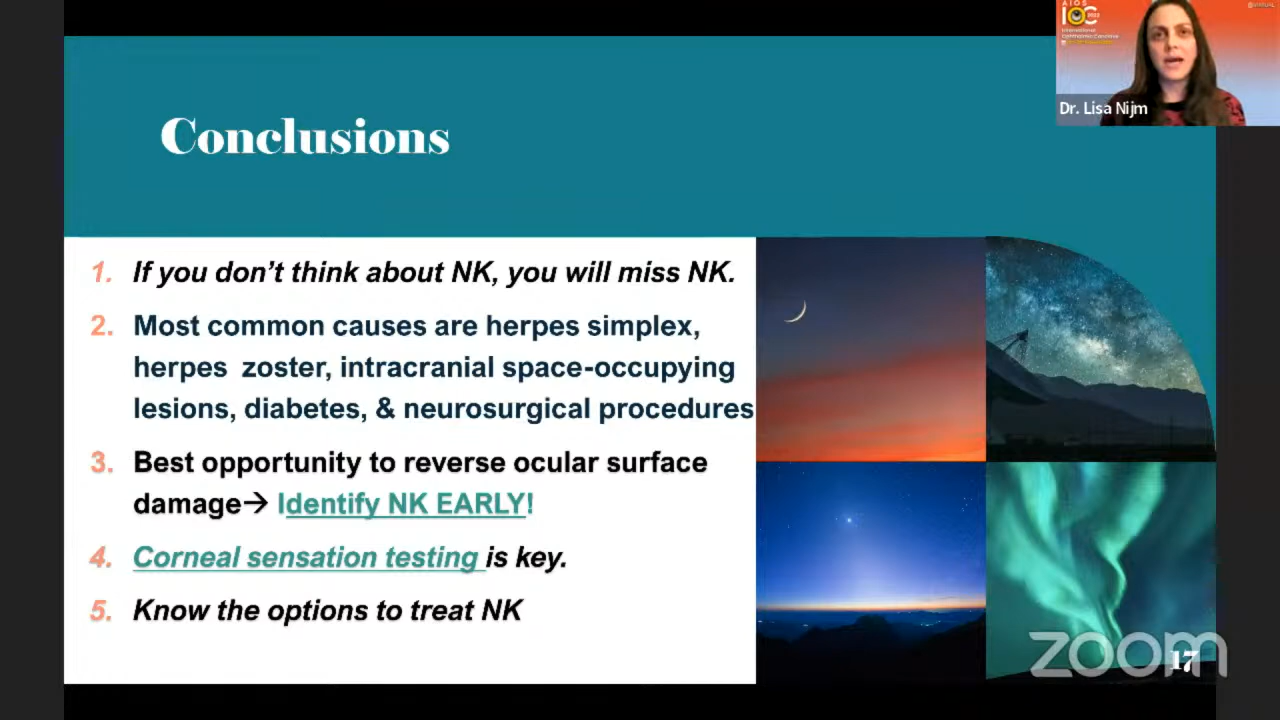 AIOS
IOC
@VIRTUAL
Dr. Lisa Nijm
Conclusions
1. If you don't think about NK, you will miss NK.
2. Most common causes are herpes simplex,
herpes zoster, intracranial space-occupying
lesions, diabetes, & neurosurgical procedures
3. Best opportunity to reverse ocular surface
damage→ Identify NK EARLY!
4. Corneal sensation testing is key.
5. Know the options to treat NK
zoom
17